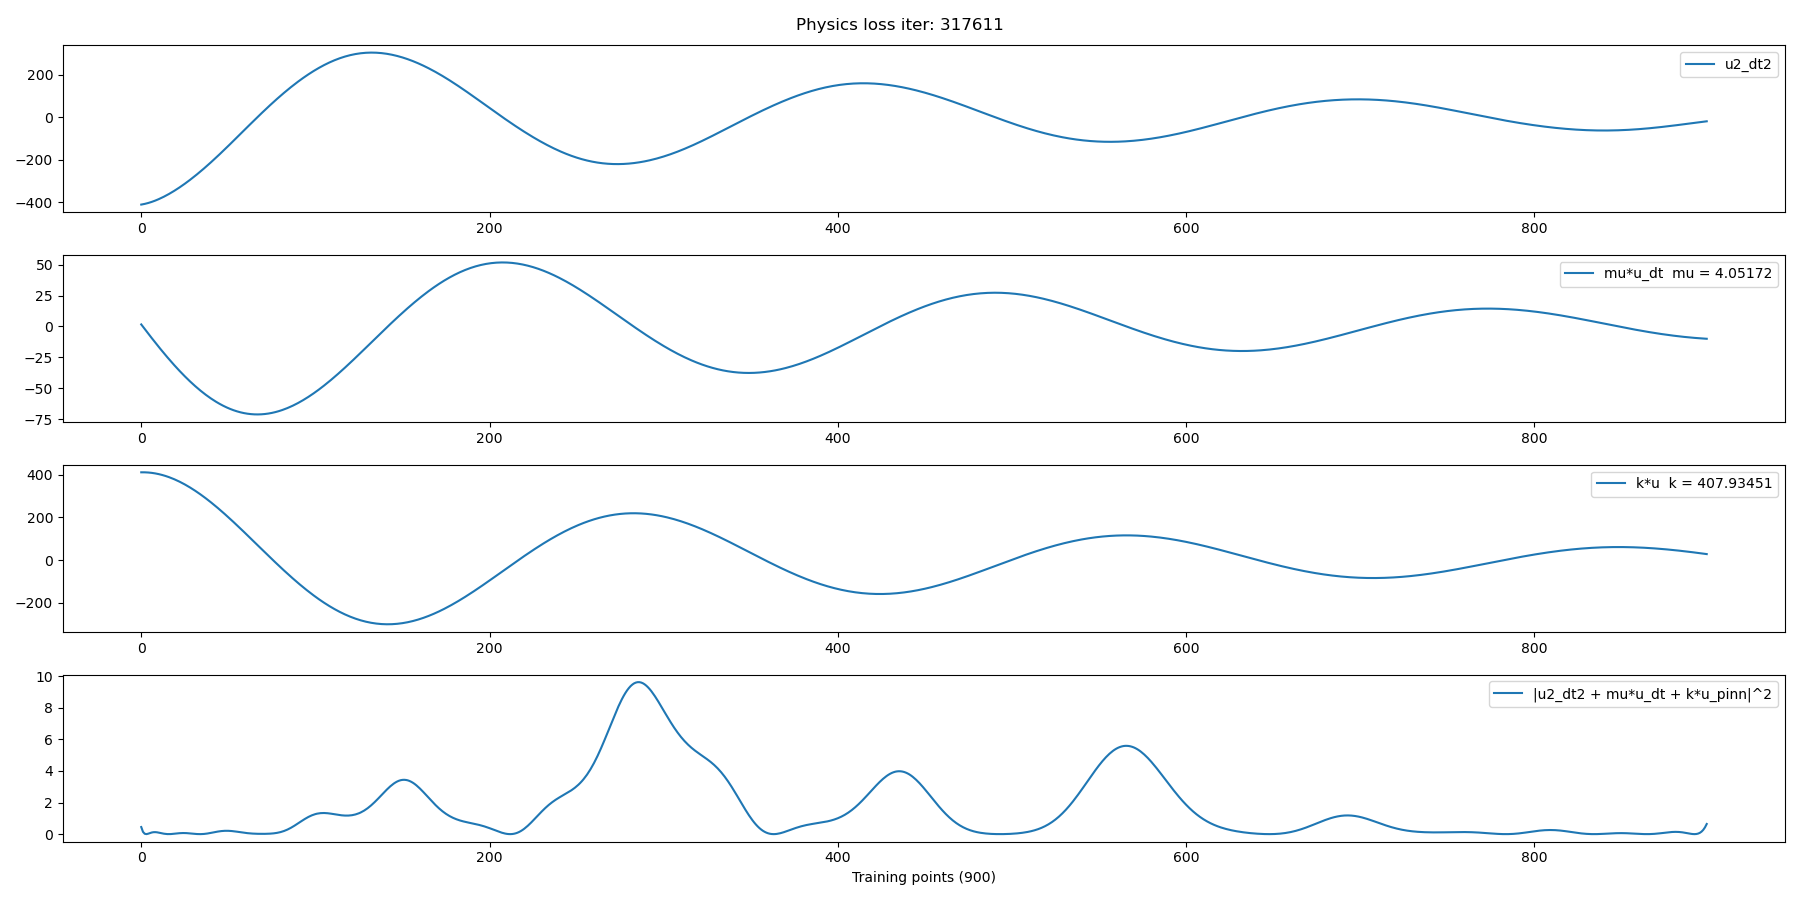 Physics loss iter: 317611
200
0
−200
−400
u2_dt2
0 200 400 600 800
50
25
0
−25
−50
−75
mu*u_dt  mu = 4.05172
0 200 400 600 800
400
200
0
−200
k*u  k = 407.93451
0 200 400 600 800
10
8
6
4
2
0
|u2_dt2 + mu*u_dt + k*u_pinn|^2
0 200 400 600 800
Training points (900)